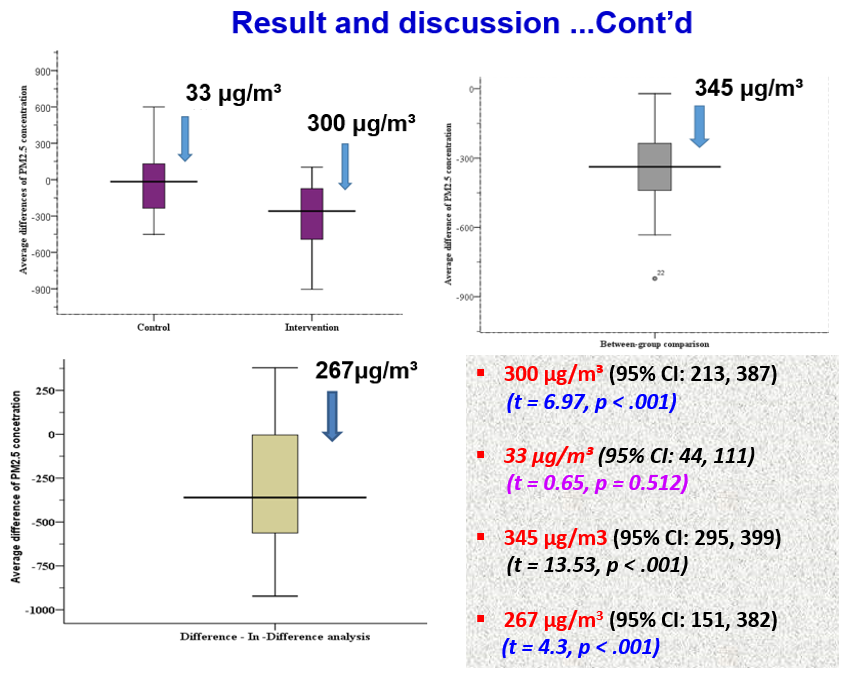 Result and discussion ...Cont’d
33 µg/m³
300 µg/m³
Average differences of PM2.5 concentration
900
600
300
0
-300
-600
-900
Control Intervention
345 µg/m³
Average difference of PM2.5 concentration
0
-300
-600
-900
22
Between-group comparison
267µg/m³
Average difference of PM2.5 concetration
250
0
-250
-500
-750
-1000
Difference - In -Difference analysis
▪ 300 µg/m³ (95% CI: 213, 387)
(t = 6.97, p < .001)
▪ 33 µg/m³ (95% CI: 44, 111)
(t = 0.65, p = 0.512)
▪ 345 µg/m3 (95% CI: 295, 399)
(t = 13.53, p < .001)
▪ 267 µg/m³ (95% CI: 151, 382)
(t = 4.3, p < .001)